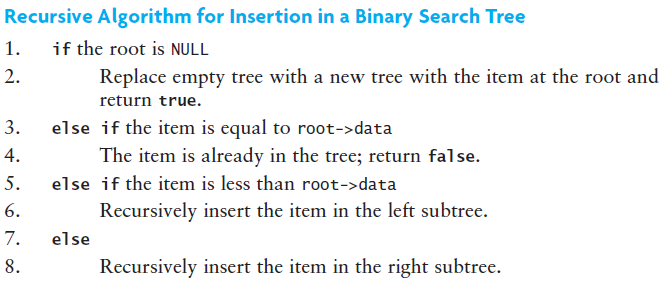 Recursive Algorithm for Insertion in a Binary Search Tree
1. if the root is NULL
2. Replace empty tree with a new tree with the item at the root and
return true.
3. else if the item is equal to root->data
4. The item is already in the tree; return false.
5. else if the item is less than root->data
6. Recursively insert the item in the left subtree.
7. else
8. Recursively insert the item in the right subtree.